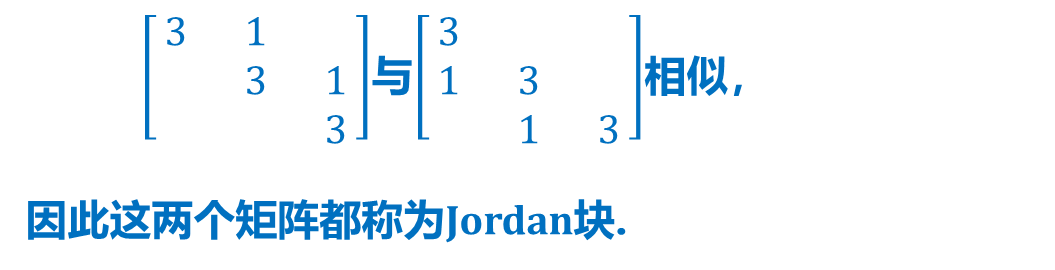 [3 1
3 1 与 [3
1 3
1 3] 相似，
3]
因此这两个矩阵都称为Jordan块.